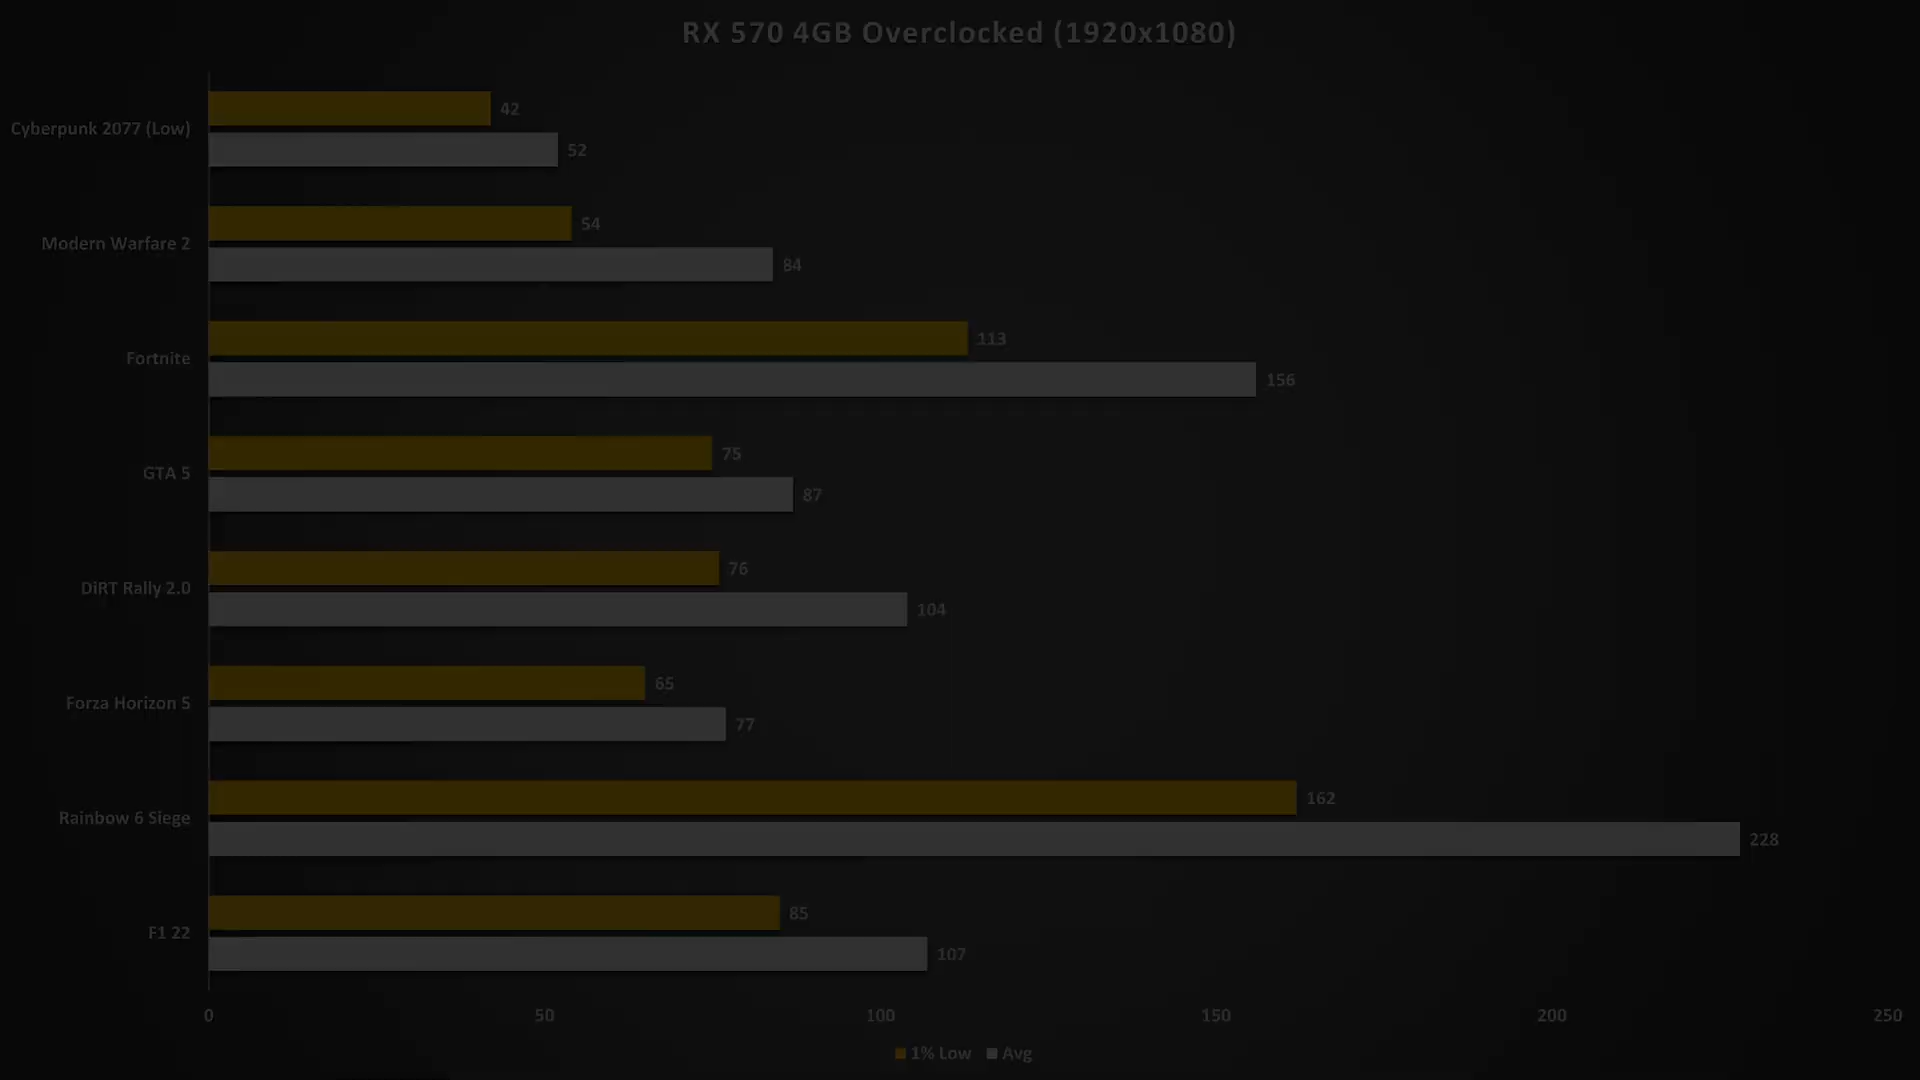 RX 570 4GB Overclocked (1920x1080)
Cyberpunk 2077 (Low)
42
52
Modern Warfare 2
54
84
Fortnite
113
156
GTA 5
75
87
DiRT Rally 2.0
76
104
Forza Horizon 5
65
77
Rainbow 6 Siege
162
228
F1 22
85
107
0 50 100 150 200 250
1% Low Avg